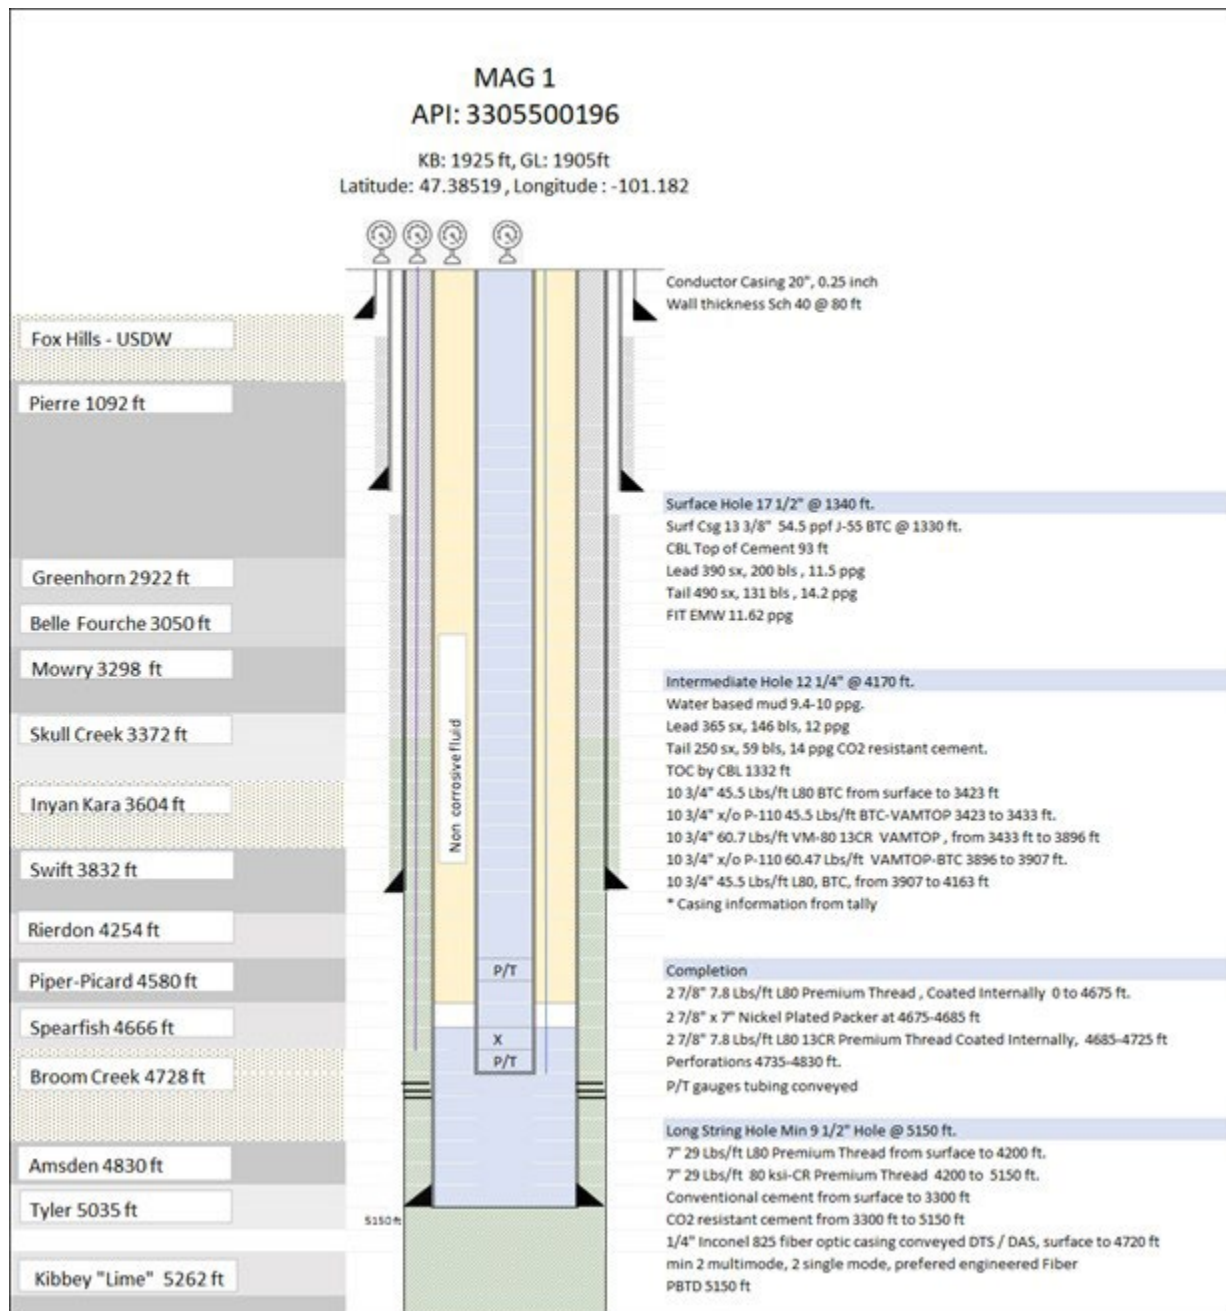 MAG 1
API: 3305500196
KB: 1925 ft, GL: 1905ft
Latitude: 47.38519 , Longitude : -101.182
Conductor Casing 20", 0.25 inch
Wall thickness Sch 40 @ 80 ft
Fox Hills - USDW
Pierre 1092 ft
Surface Hole 17 1/2" @ 1340 ft.
Surf Csg 13 3/8" 54.5 ppf J-55 BTC @ 1330 ft.
CBL Top of Cement 93 ft
Lead 390 sx, 200 bls , 11.5 ppg
Tail 490 sx, 131 bls , 14.2 ppg
FIT EMW 11.62 ppg
Greenhorn 2922 ft
Belle Fourche 3050 ft
Mowry 3298 ft
Skull Creek 3372 ft
Inyan Kara 3604 ft
Swift 3832 ft
Rierdon 4254 ft
Non corrosive fluid
Intermediate Hole 12 1/4" @ 4170 ft.
Water based mud 9.4-10 ppg.
Lead 365 sx, 146 bls, 12 ppg
Tail 250 sx, 59 bls, 14 ppg CO2 resistant cement.
TOC by CBL 1332 ft
10 3/4" 45.5 Lbs/ft L80 BTC from surface to 3423 ft
10 3/4" x/o P-110 45.5 Lbs/ft BTC-VAMTOP 3423 to 3433 ft.
10 3/4" 60.7 Lbs/ft VM-80 13CR VAMTOP , from 3433 ft to 3896 ft
10 3/4" x/o P-110 60.47 Lbs/ft VAMTOP-BTC 3896 to 3907 ft.
10 3/4" 45.5 Lbs/ft L80, BTC, from 3907 to 4163 ft
* Casing information from tally
Piper-Picard 4580 ft
Spearfish 4666 ft
Broom Creek 4728 ft
P/T
X
P/T
Completion
2 7/8" 7.8 Lbs/ft L80 Premium Thread , Coated Internally 0 to 4675 ft.
2 7/8" x 7" Nickel Plated Packer at 4675-4685 ft
2 7/8" 7.8 Lbs/ft L80 13CR Premium Thread Coated Internally, 4685-4725 ft
Perforations 4735-4830 ft.
P/T gauges tubing conveyed
Amsden 4830 ft
Tyler 5035 ft
5150 ft
Kibbey "Lime" 5262 ft
Long String Hole Min 9 1/2" Hole @ 5150 ft.
7" 29 Lbs/ft L80 Premium Thread from surface to 4200 ft.
7" 29 Lbs/ft 80 ksi-CR Premium Thread 4200 to 5150 ft.
Conventional cement from surface to 3300 ft
CO2 resistant cement from 3300 ft to 5150 ft
1/4" Inconel 825 fiber optic casing conveyed DTS / DAS, surface to 4720 ft
min 2 multimode, 2 single mode, prefered engineered Fiber
PBTD 5150 ft